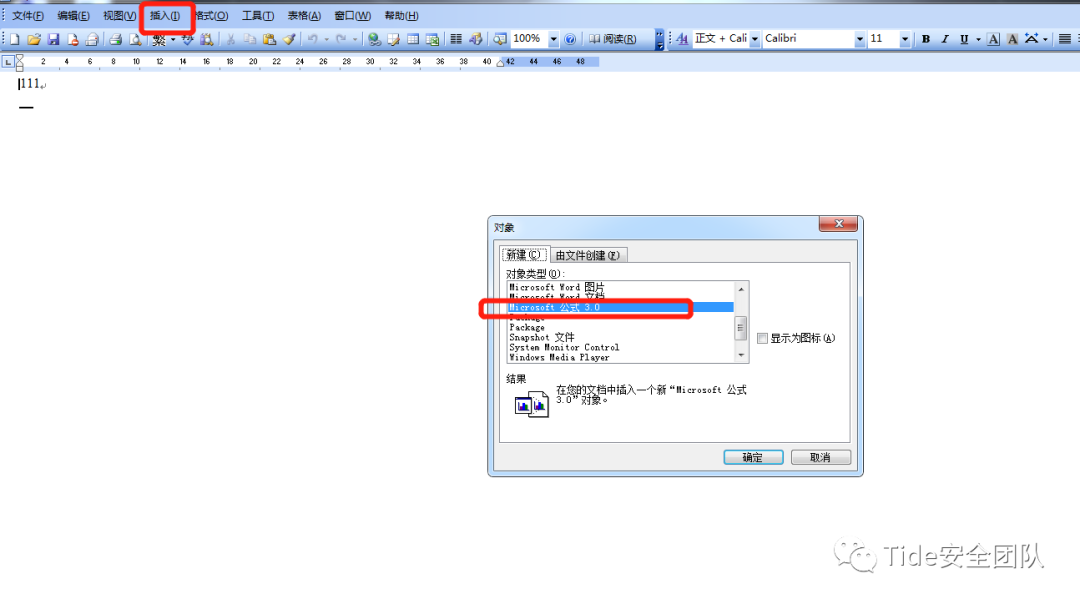 文件(F) 编辑(E) 视图(V) 插入(I) 格式(O) 工具(T) 表格(A) 窗口(W) 帮助(H)
繁 100% 阅读(R) 正文 + Cali Calibri 11 B I U A A
L 2 4 6 8 10 12 14 16 18 20 22 24 26 28 30 32 34 36 38 40 42 44 46 48
111
对象
新建(C) 由文件创建(F)
对象类型(O):
Microsoft Word 图片
Microsoft Word 文档
Microsoft 公式 3.0
Package
Package
Snapshot 文件
System Monitor Control
Windows Media Player
显示为图标(A)
结果
在您的文档中插入一个新“Microsoft 公式
3.0”对象。
确定 取消
Tide安全团队